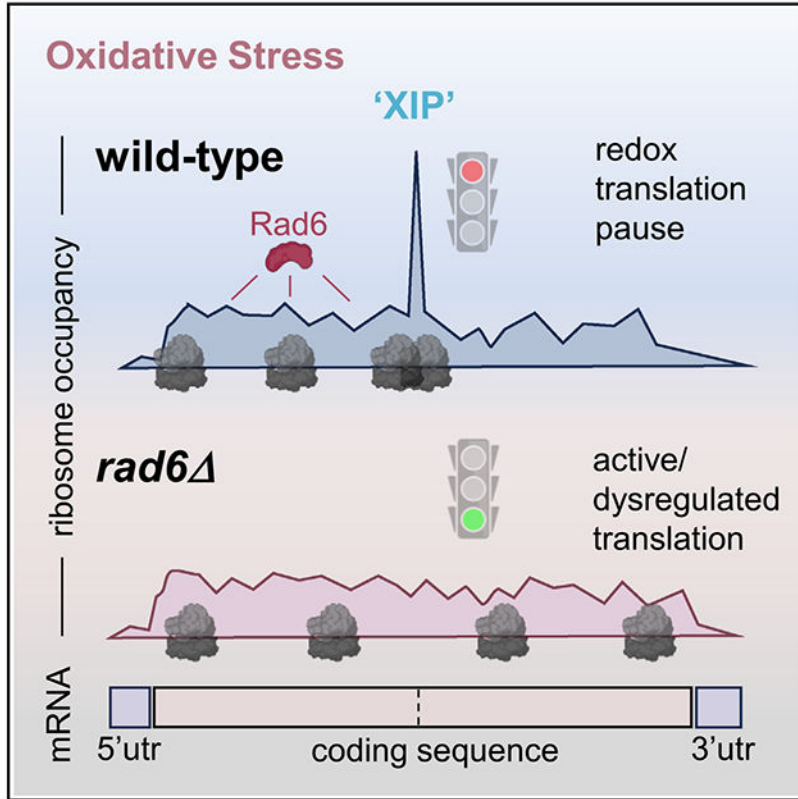 Oxidative Stress
‘XIP’
wild-type
redox
translation
pause
Rad6
ribosome occupancy
rad6Δ
active/
dysregulated
translation
mRNA
5’utr
coding sequence
3’utr